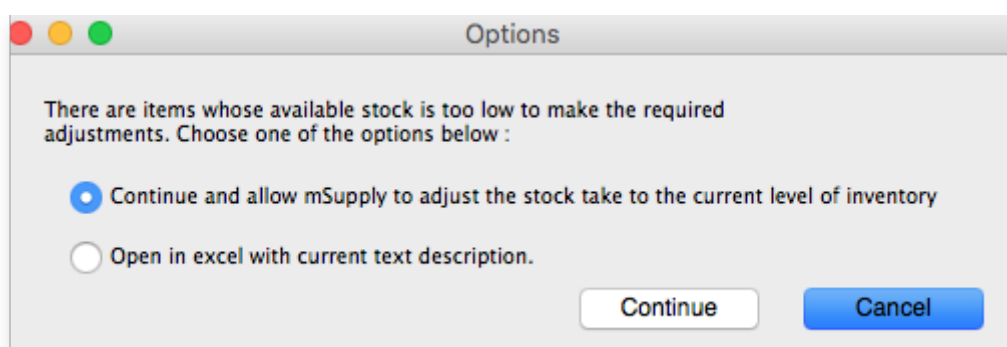 Options
There are items whose available stock is too low to make the required
adjustments. Choose one of the options below :
Continue and allow mSupply to adjust the stock take to the current level of inventory
Open in excel with current text description.
Continue Cancel